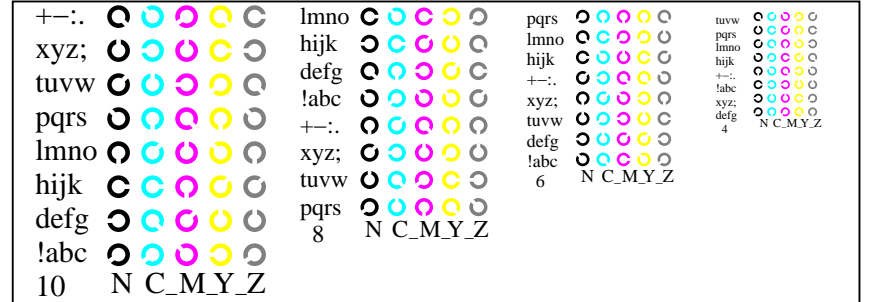 +−:.
xyz;
tuvw
pqrs
lmno
hijk
defg
!abc
10 N C_M_Y_Z
lmno
hijk
defg
!abc
+−:.
xyz;
tuvw
pqrs
8 N C_M_Y_Z
pqrs
lmno
hijk
+−:.
xyz;
tuvw
defg
!abc
6 N C_M_Y_Z
tuvw
pqrs
lmno
hijk
+−:.
!abc
xyz;
defg
4 N C_M_Y_Z